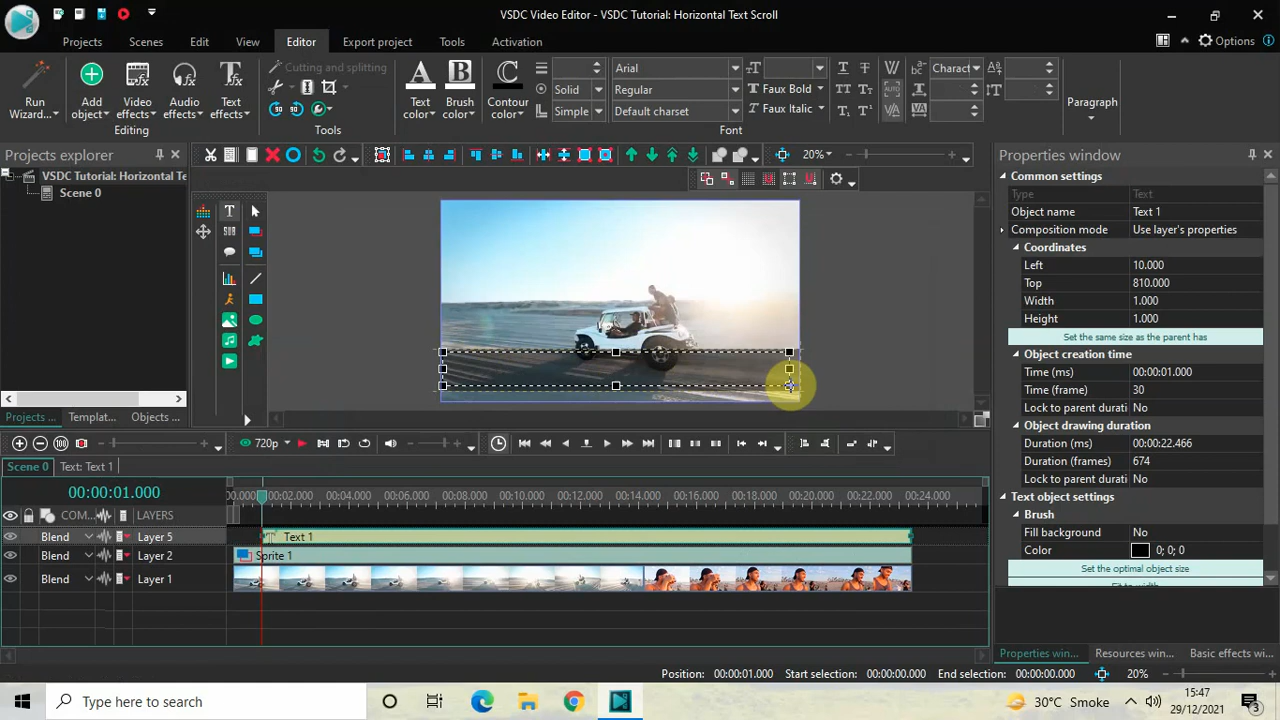 VSDC Video Editor - VSDC Tutorial: Horizontal Text Scroll
Projects Scenes Edit View Editor Export project Tools Activation Options
Run Wizard...
Add object
Video effects
Audio effects
Text effects
Editing
Cutting and splitting
Tools
Text color
Brush color
Contour color
Solid
Simple
Arial
Regular
Default charset
Faux Bold
Faux Italic
Font
AUTO
Charact
Paragraph
Projects explorer
20%
Properties window
VSDC Tutorial: Horizontal Te
Scene 0
Common settings
Type Text
Object name Text 1
Composition mode Use layer's properties
Coordinates
Left 10.000
Top 810.000
Width 1.000
Height 1.000
Set the same size as the parent has
Object creation time
Time (ms) 00:00:01.000
Time (frame) 30
Lock to parent durati No
Object drawing duration
Duration (ms) 00:00:22.466
Duration (frames) 674
Lock to parent durati No
Text object settings
Brush
Fill background No
Color 0; 0; 0
Set the optimal object size
Projects ... Templat... Objects ...
720p
Scene 0 Text: Text 1
00:00:01.000
0.000 00:02.000 00:04.000 00:06.000 00:08.000 00:10.000 00:12.000 00:14.000 00:16.000 00:18.000 00:20.000 00:22.000 00:24.000
COM... LAYERS
Blend Layer 5 Text 1
Blend Layer 2 Sprite 1
Blend Layer 1
Properties win... Resources win... Basic effects wi...
Position: 00:00:01.000 Start selection: 00:00:00.000 End selection: 00:00:00.000 20%
Type here to search
30°C Smoke
15:47
29/12/2021
3